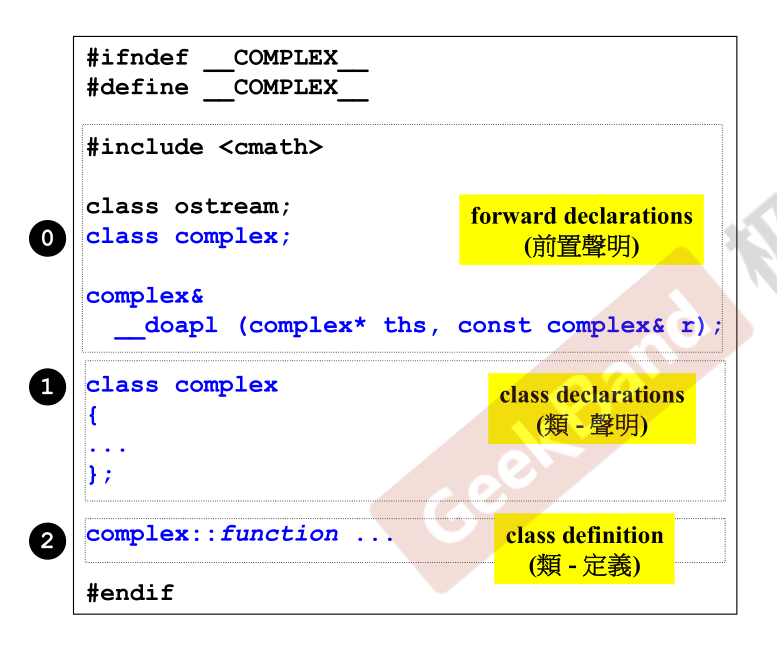 #ifndef __COMPLEX__
#define __COMPLEX__
#include <cmath>
class ostream;
class complex;
0
forward declarations
(前置聲明)
complex&
  __doapl (complex* ths, const complex& r);
1
class complex
{
...
};
class declarations
(類 - 聲明)
2
complex::function ...
class definition
(類 - 定義)
#endif
GeekBand